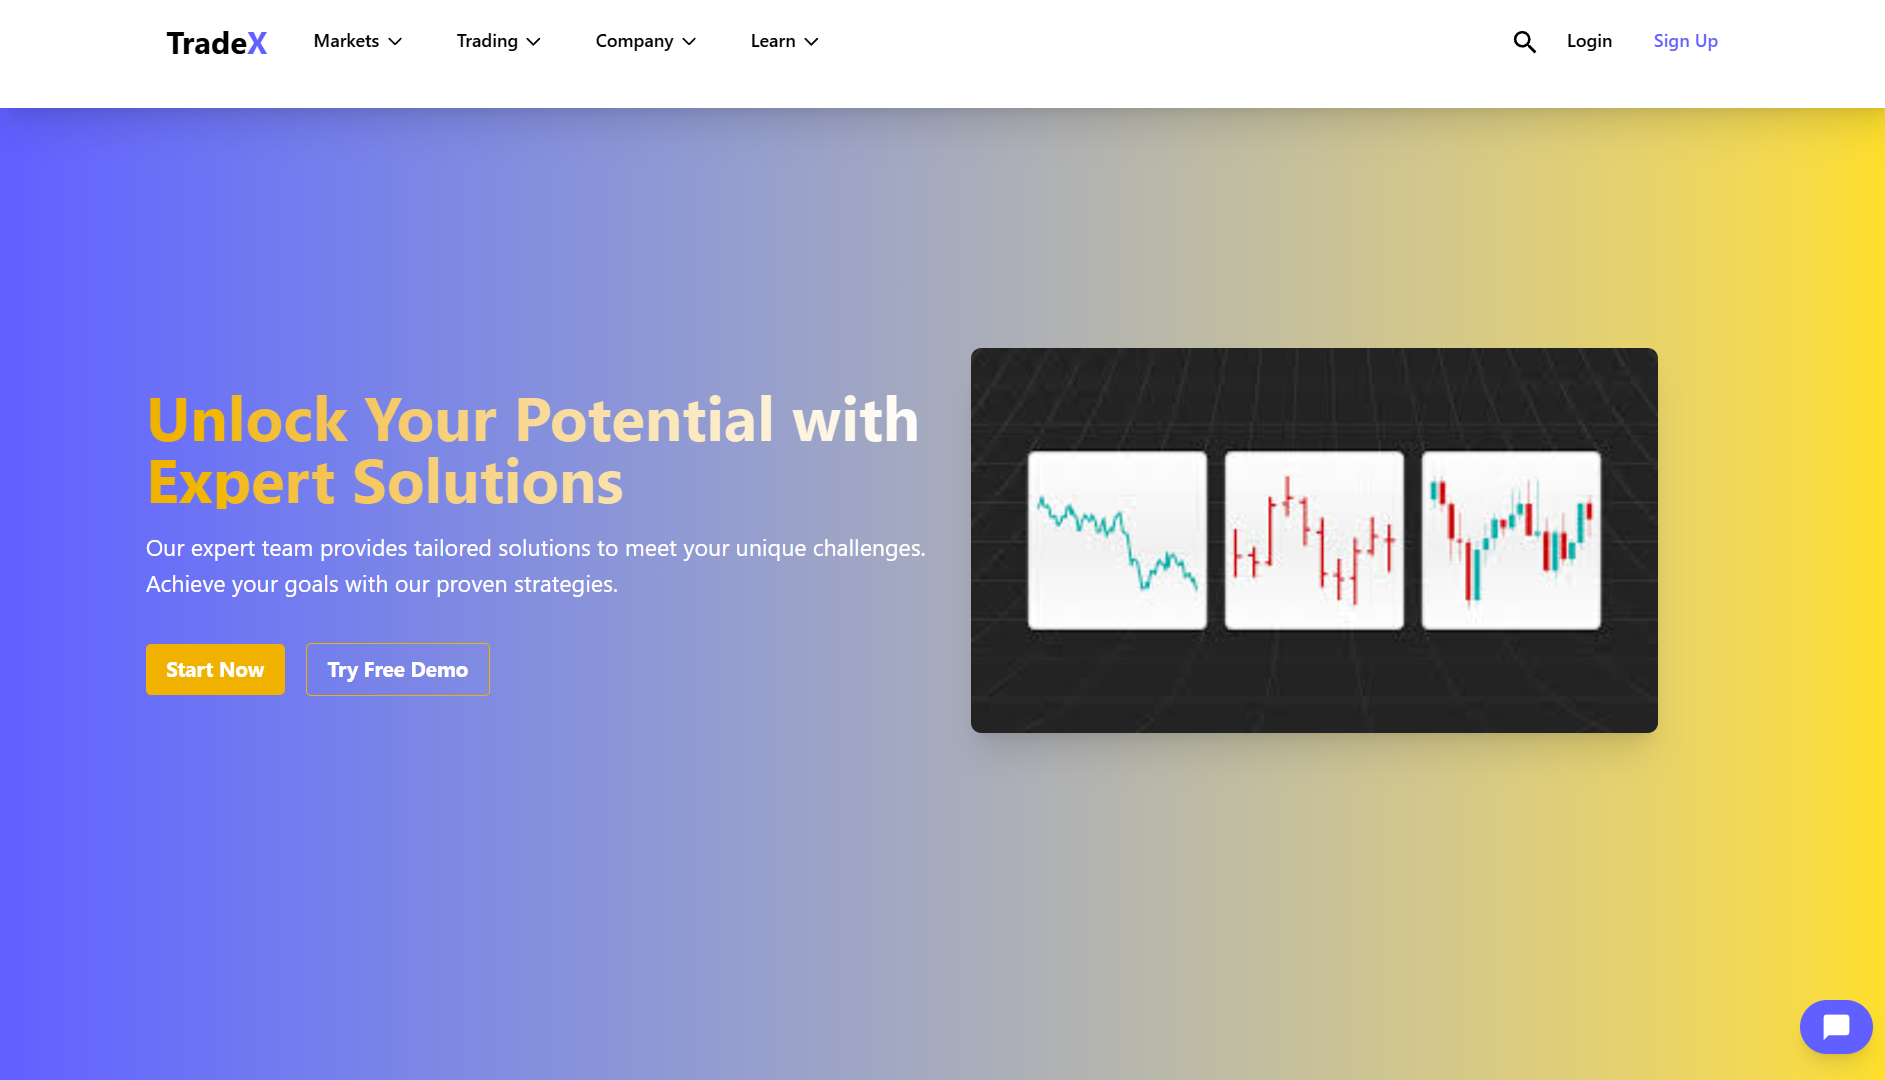 TradeX
Markets
Trading
Company
Learn
Login
Sign Up
Unlock Your Potential with
Expert Solutions
Our expert team provides tailored solutions to meet your unique challenges.
Achieve your goals with our proven strategies.
Start Now
Try Free Demo